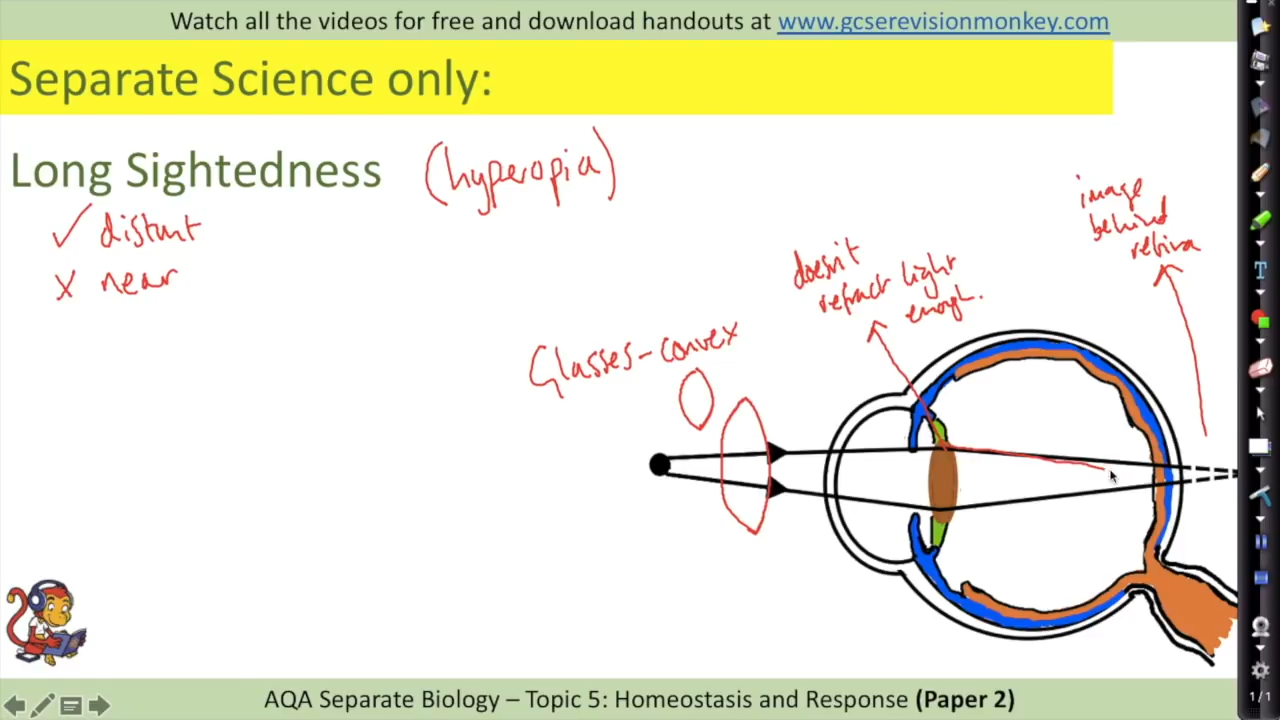 Watch all the videos for free and download handouts at www.gcserevisionmonkey.com
Separate Science only:
Long Sightedness (hyperopia)
✓ distant
x near
image
behind
retina
doesn't
refract light
enough.
Glasses - convex
AQA Separate Biology – Topic 5: Homeostasis and Response (Paper 2)
1/1